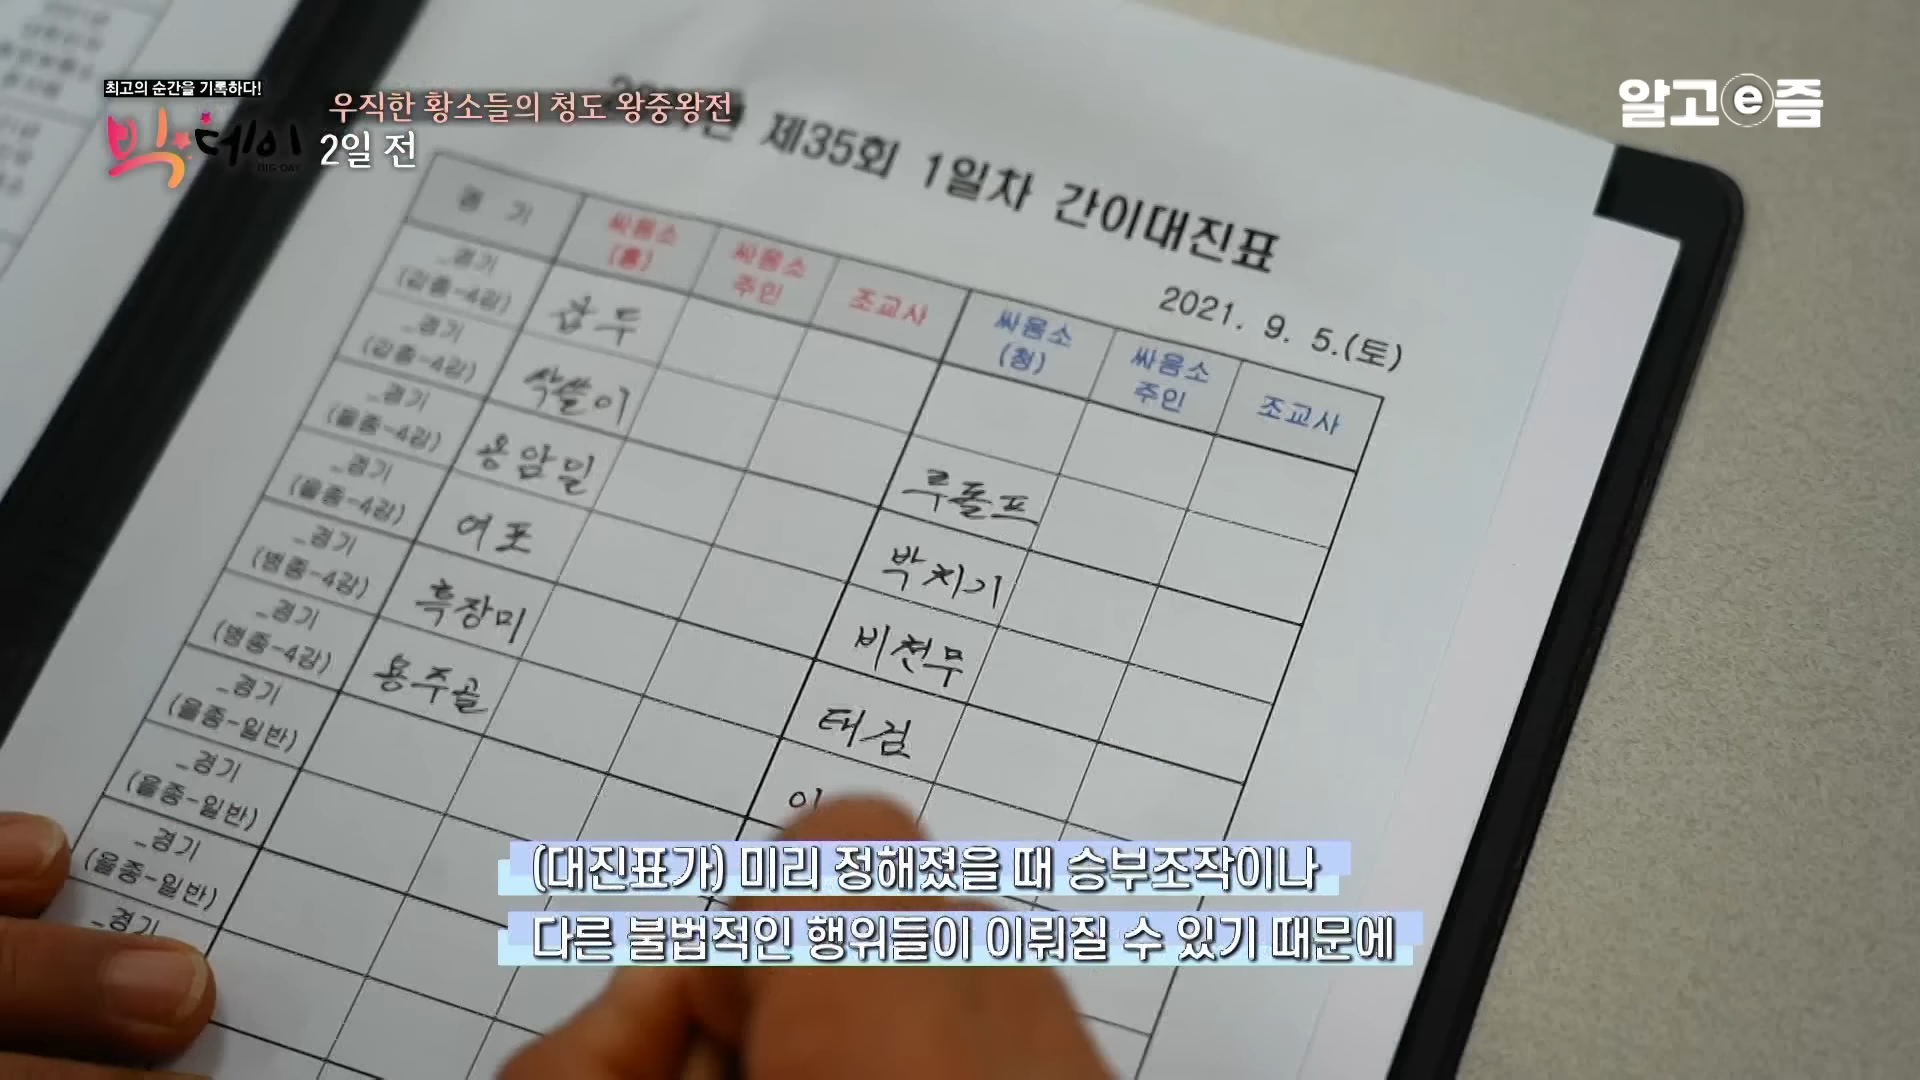 최고의 순간을 기록하다!
빅데이
BIG DAY
우직한 황소들의 청도 왕중왕전
2일 전
알고e즘
제35회 1일차 간이대진표
2021. 9. 5.(토)
경 기 싸움소 (홍) 싸움소 주인 조교사 싸움소 (청) 싸움소 주인 조교사
_경기 (갑종-4강) 갑두
_경기 (갑종-4강) 싹쓸이 루돌프
_경기 (을종-4강) 용암밀 박치기
_경기 (을종-4강) 여포 비천무
_경기 (병종-4강) 흑장미 태검
_경기 (병종-4강) 용주골
_경기 (을종-일반)
_경기 (을종-일반)
_경기 (을종-일반)
_경기
(대진표가) 미리 정해졌을 때 승부조작이나
다른 불법적인 행위들이 이뤄질 수 있기 때문에